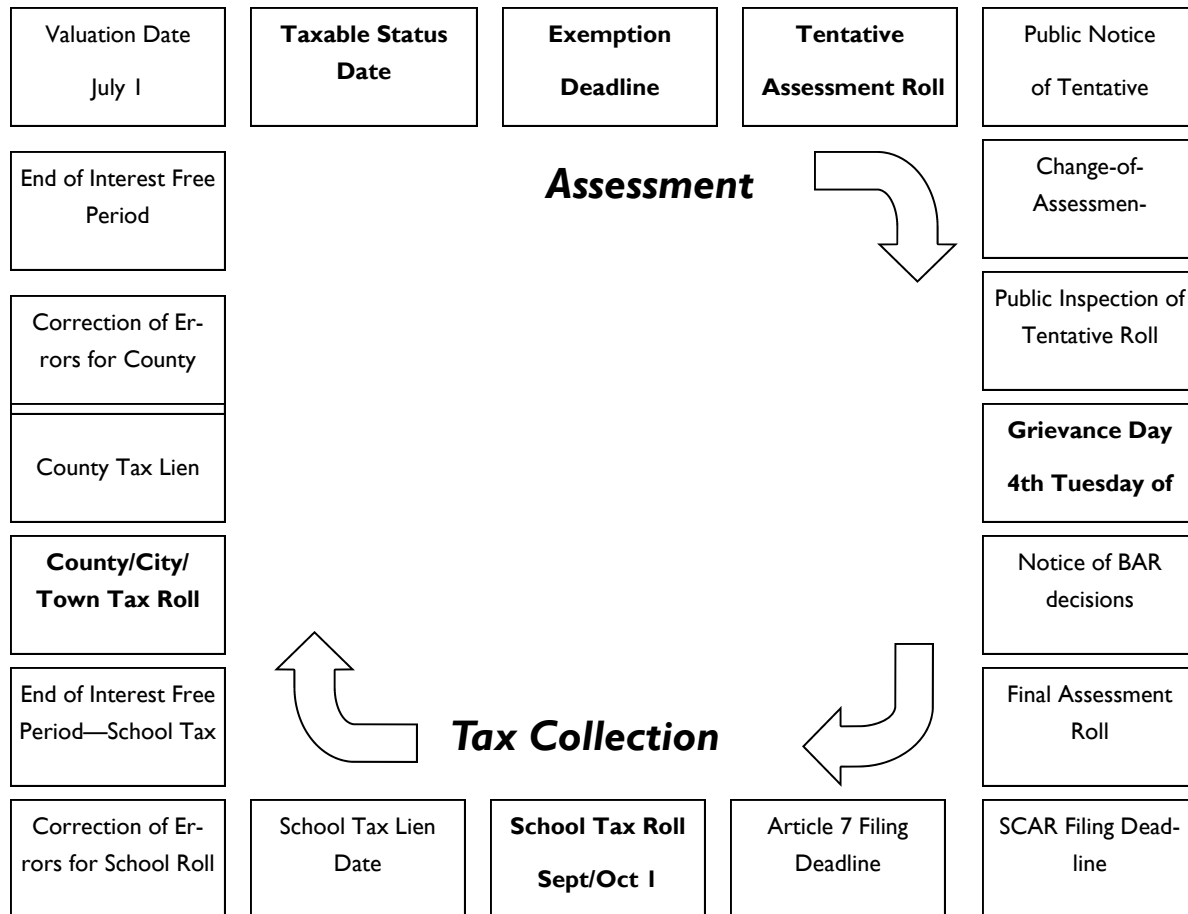 Valuation Date
July 1
Taxable Status
Date
Exemption
Deadline
Tentative
Assessment Roll
Public Notice
of Tentative
End of Interest Free
Period
Assessment
Change-of-
Assessmen-
Correction of Er-
rors for County
Public Inspection of
Tentative Roll
County Tax Lien
Grievance Day
4th Tuesday of
County/City/
Town Tax Roll
Notice of BAR
decisions
End of Interest Free
Period—School Tax
Tax Collection
Final Assessment
Roll
Correction of Er-
rors for School Roll
School Tax Lien
Date
School Tax Roll
Sept/Oct 1
Article 7 Filing
Deadline
SCAR Filing Dead-
line